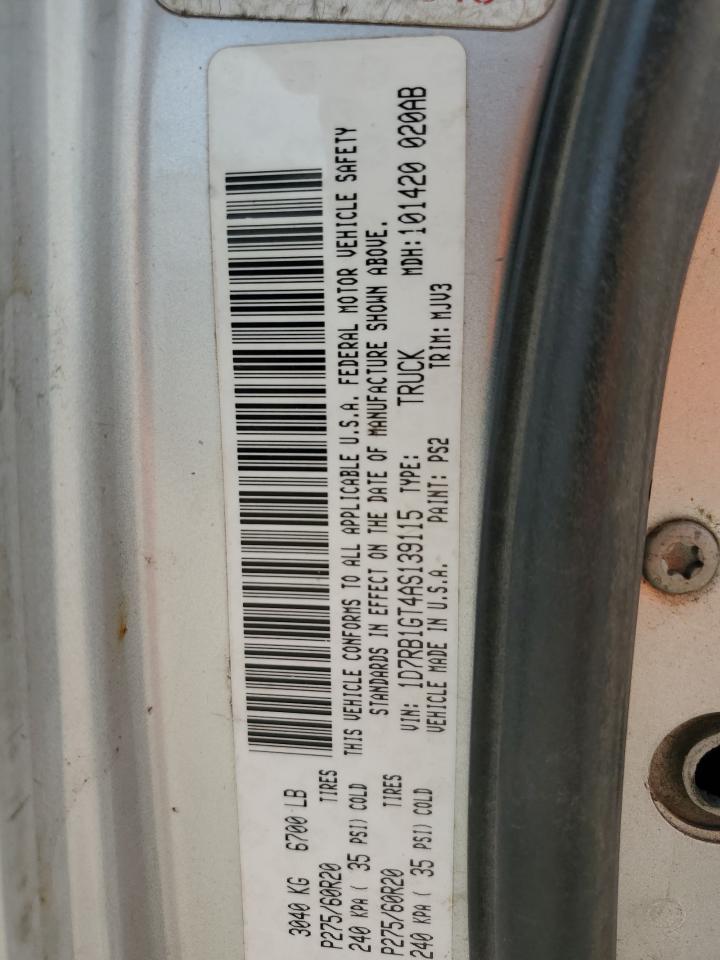 3040 KG 6700 LB
P275/60R20 TIRES
240 KPA ( 35 PSI) COLD
P275/60R20 TIRES
240 KPA ( 35 PSI) COLD
THIS VEHICLE CONFORMS TO ALL APPLICABLE U.S.A. FEDERAL MOTOR VEHICLE SAFETY
STANDARDS IN EFFECT ON THE DATE OF MANUFACTURE SHOWN ABOVE.
VIN: 1D7RB1GT4AS139115 TYPE: TRUCK MDH:101420 020AB
VEHICLE MADE IN U.S.A. PAINT: PS2 TRIM: MJV3